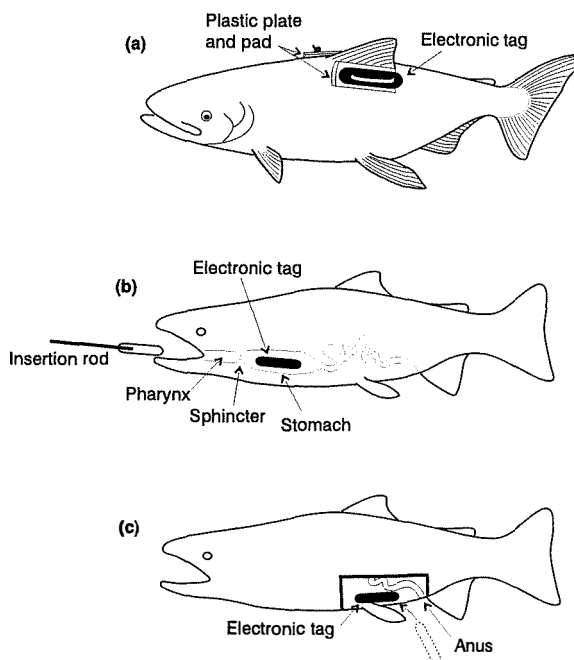 (a)
Plastic plate
and pad
Electronic tag
(b)
Electronic tag
Insertion rod
Pharynx
Sphincter
Stomach
(c)
Electronic tag
Anus